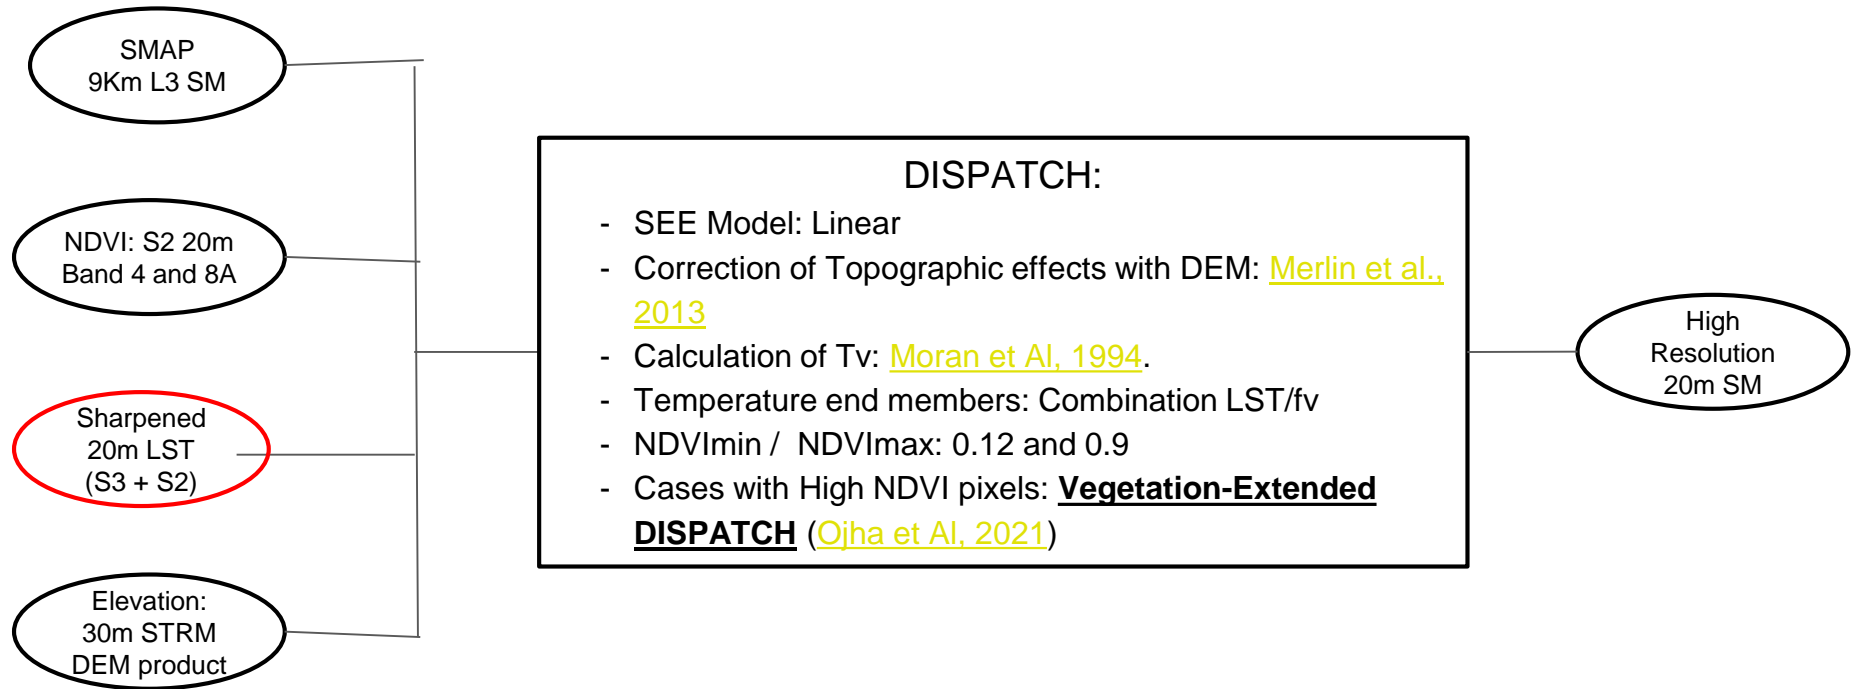 SMAP
9Km L3 SM
NDVI: S2 20m
Band 4 and 8A
Sharpened
20m LST
(S3 + S2)
Elevation:
30m STRM
DEM product
DISPATCH:
- SEE Model: Linear
- Correction of Topographic effects with DEM: Merlin et al.,
2013
- Calculation of Tv: Moran et Al, 1994.
- Temperature end members: Combination LST/fv
- NDVImin / NDVImax: 0.12 and 0.9
- Cases with High NDVI pixels: Vegetation-Extended
DISPATCH (Ojha et Al, 2021)
High
Resolution
20m SM